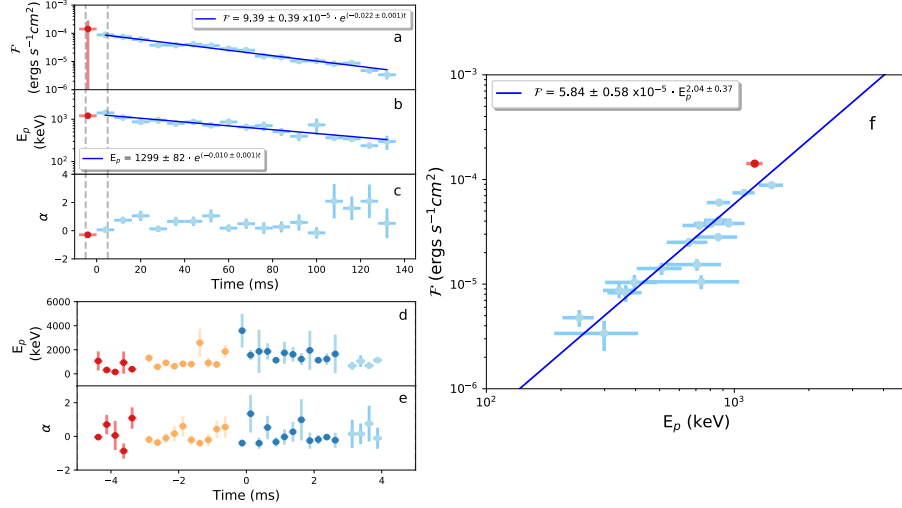 10⁻³
10⁻⁴
10⁻⁵
10⁻⁶
ℱ
(ergs s⁻¹cm²)
ℱ = 9.39 ± 0.39 x10⁻⁵ · e^(−0.022 ± 0.001)t
a
10³
10²
E_p
(keV)
E_p = 1299 ± 82 · e^(−0.010 ± 0.001)t
b
4
2
0
−2
α
c
0 20 40 60 80 100 120 140
Time (ms)
6000
4000
2000
0
E_p
(keV)
d
2
0
−2
α
e
−4 −2 0 2 4
Time (ms)
10⁻³
10⁻⁴
10⁻⁵
10⁻⁶
ℱ (ergs s⁻¹cm²)
ℱ = 5.84 ± 0.58 x10⁻⁵ · E_p^2.04 ± 0.37
f
10² 10³
E_p (keV)